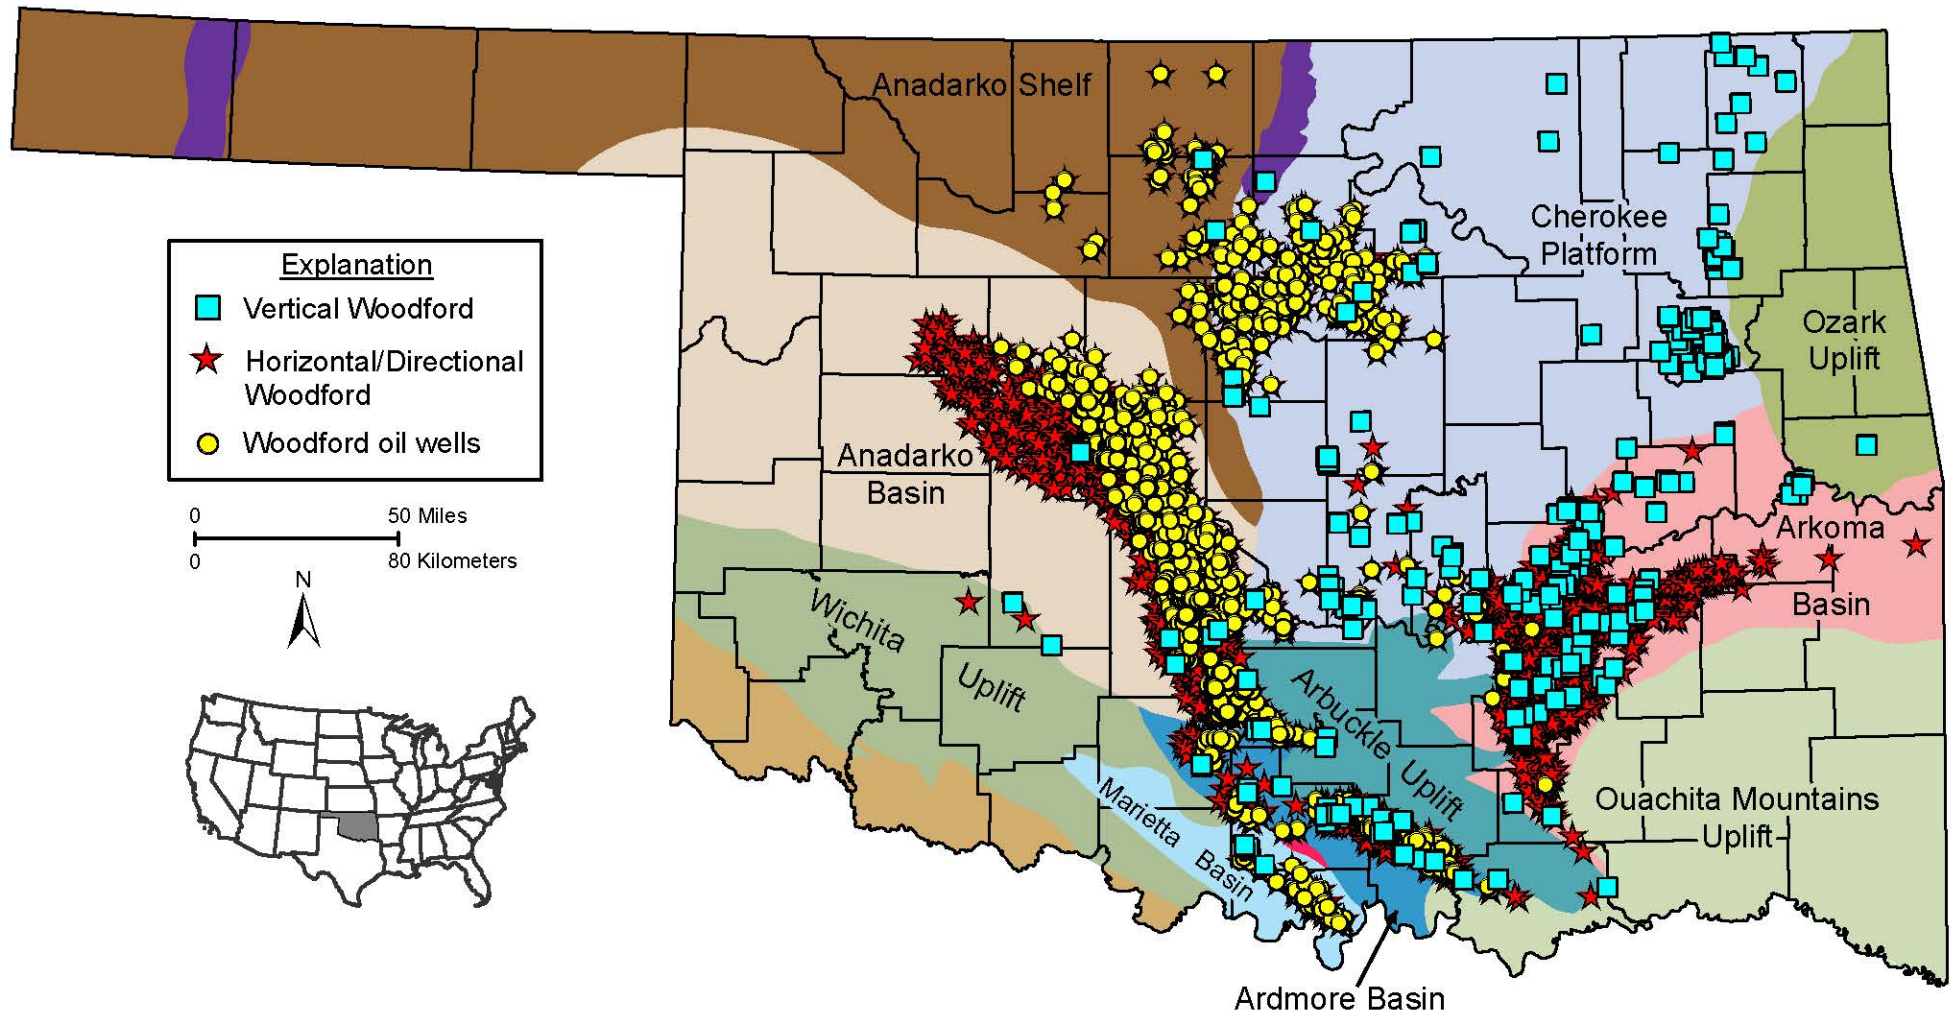 Anadarko Shelf
Cherokee
Platform
Ozark
Uplift
Explanation
Vertical Woodford
Horizontal/Directional
Woodford
Woodford oil wells
0 50 Miles
0 80 Kilometers
N
Anadarko
Basin
Arkoma
Basin
Wichita
Uplift
Arbuckle
Uplift
Marietta
Basin
Ouachita Mountains
Uplift
Ardmore Basin